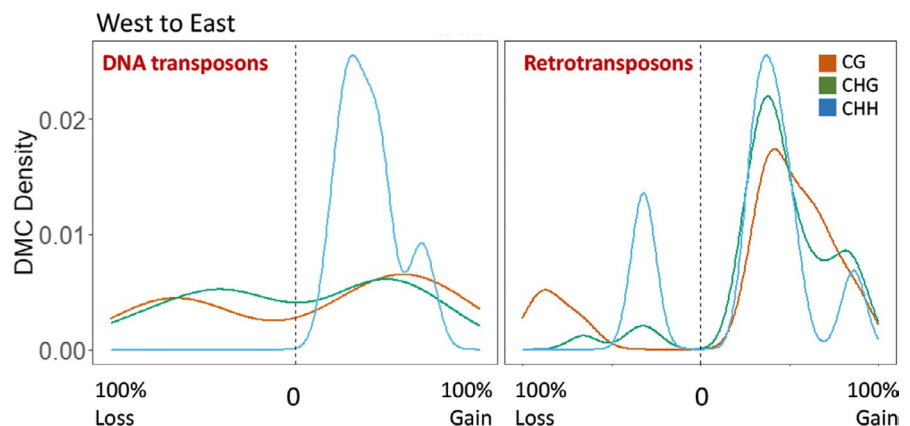 West to East
DNA transposons
Retrotransposons
CG
CHG
CHH
DMC Density
0.02
0.01
0.00
100%
Loss
0
100%
Gain
100%
Loss
0
100%
Gain